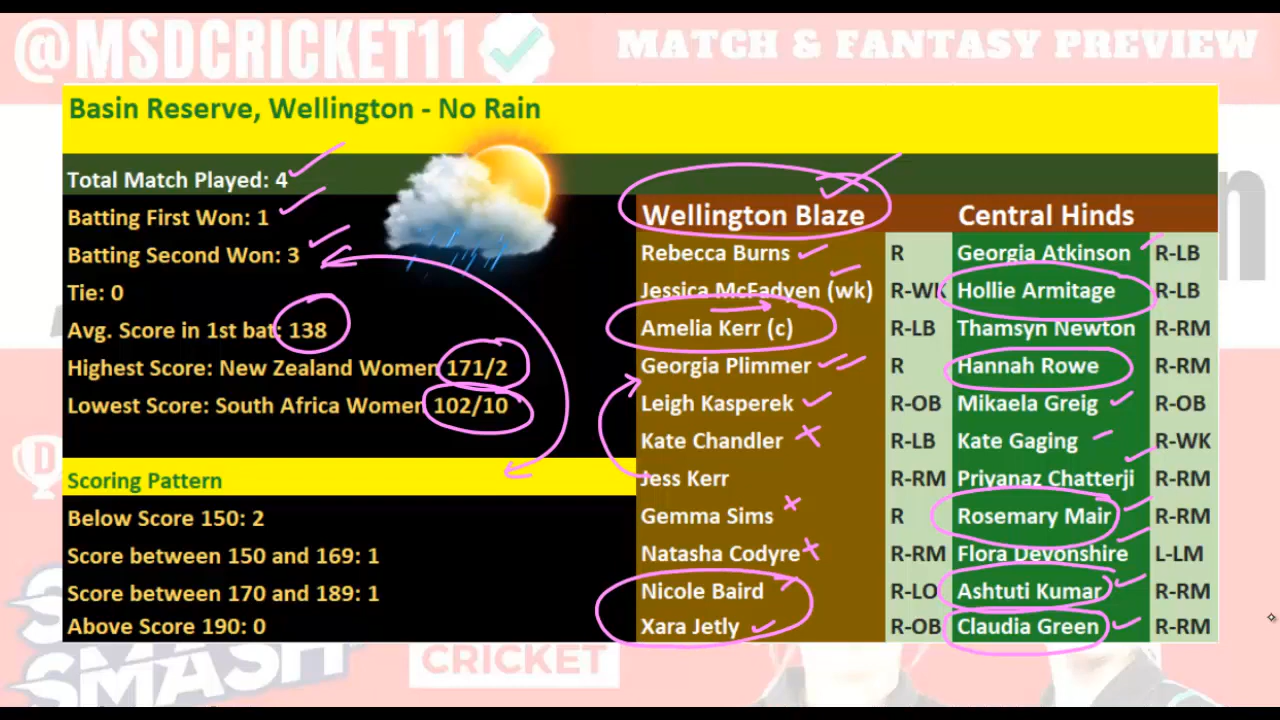 @MSDCRICKET11
MATCH & FANTASY PREVIEW
Basin Reserve, Wellington - No Rain
Total Match Played: 4
Batting First Won: 1
Batting Second Won: 3
Tie: 0
Avg. Score in 1st bat: 138
Highest Score: New Zealand Women 171/2
Lowest Score: South Africa Women 102/10
Scoring Pattern
Below Score 150: 2
Score between 150 and 169: 1
Score between 170 and 189: 1
Above Score 190: 0
Wellington Blaze Central Hinds
Rebecca Burns R Georgia Atkinson R-LB
Jessica McFadyen (wk) R-WK Hollie Armitage R-LB
Amelia Kerr (c) R-LB Thamsyn Newton R-RM
Georgia Plimmer R Hannah Rowe R-RM
Leigh Kasperek R-OB Mikaela Greig R-OB
Kate Chandler R-LB Kate Gaging R-WK
Jess Kerr R-RM Priyanaz Chatterji R-RM
Gemma Sims R Rosemary Mair R-RM
Natasha Codyre R-RM Flora Devonshire L-LM
Nicole Baird R-LO Ashtuti Kumar R-RM
Xara Jetly R-OB Claudia Green R-RM
SMASH
CRICKET